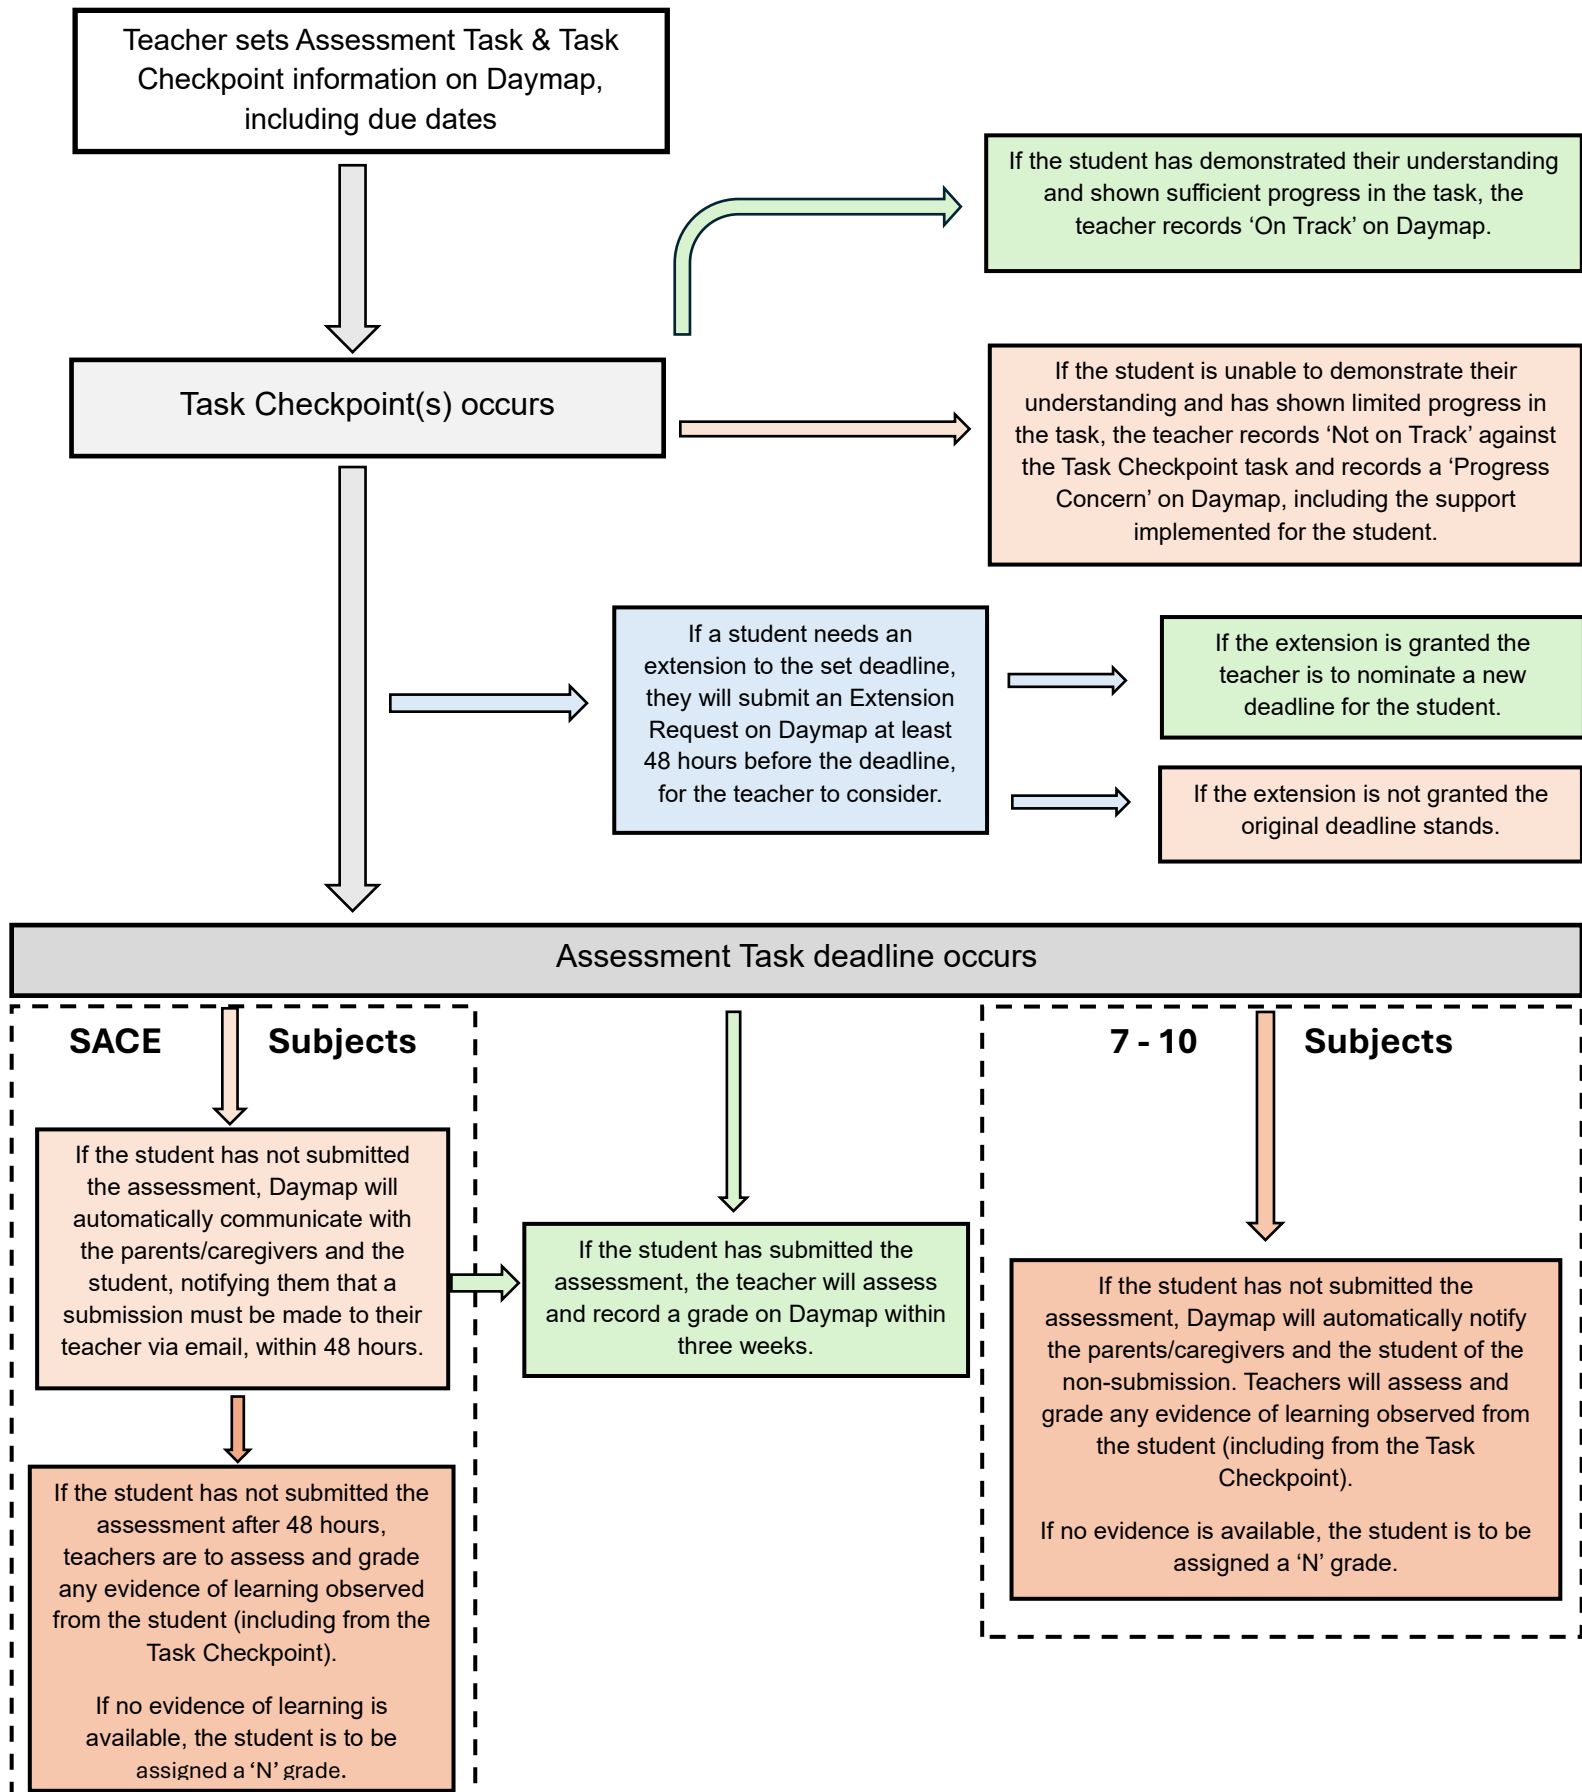 Teacher sets Assessment Task & Task
Checkpoint information on Daymap,
including due dates
If the student has demonstrated their understanding
and shown sufficient progress in the task, the
teacher records ‘On Track’ on Daymap.
Task Checkpoint(s) occurs
If the student is unable to demonstrate their
understanding and has shown limited progress in
the task, the teacher records ‘Not on Track’ against
the Task Checkpoint task and records a ‘Progress
Concern’ on Daymap, including the support
implemented for the student.
If a student needs an
extension to the set deadline,
they will submit an Extension
Request on Daymap at least
48 hours before the deadline,
for the teacher to consider.
If the extension is granted the
teacher is to nominate a new
deadline for the student.
If the extension is not granted the
original deadline stands.
Assessment Task deadline occurs
SACE Subjects
If the student has not submitted
the assessment, Daymap will
automatically communicate with
the parents/caregivers and the
student, notifying them that a
submission must be made to their
teacher via email, within 48 hours.
If the student has not submitted the
assessment after 48 hours,
teachers are to assess and grade
any evidence of learning observed
from the student (including from the
Task Checkpoint).
If no evidence of learning is
available, the student is to be
assigned a ‘N’ grade.
If the student has submitted the
assessment, the teacher will assess
and record a grade on Daymap within
three weeks.
7 - 10 Subjects
If the student has not submitted the
assessment, Daymap will automatically notify
the parents/caregivers and the student of the
non-submission. Teachers will assess and
grade any evidence of learning observed from
the student (including from the Task
Checkpoint).
If no evidence is available, the student is to be
assigned a ‘N’ grade.